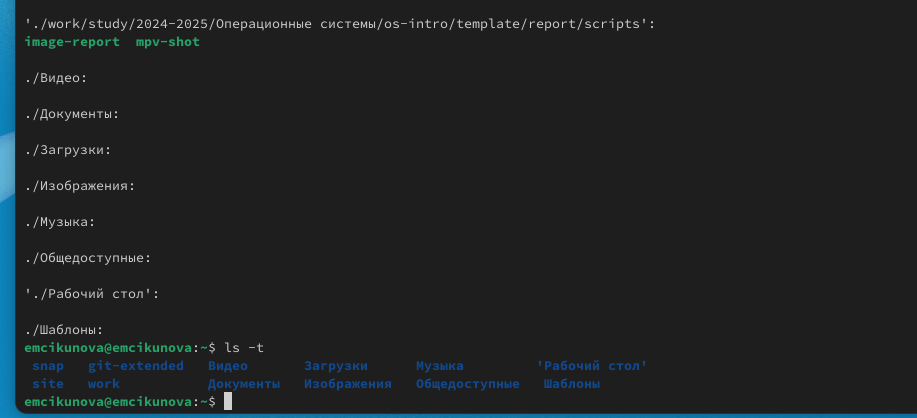 './work/study/2024-2025/Операционные системы/os-intro/template/report/scripts':
image-report  mpv-shot
./Видео:
./Документы:
./Загрузки:
./Изображения:
./Музыка:
./Общедоступные:
'./Рабочий стол':
./Шаблоны:
emcikunova@emcikunova:~$ ls -t
snap   git-extended   Видео       Загрузки      Музыка         'Рабочий стол'
site   work           Документы   Изображения   Общедоступные   Шаблоны
emcikunova@emcikunova:~$